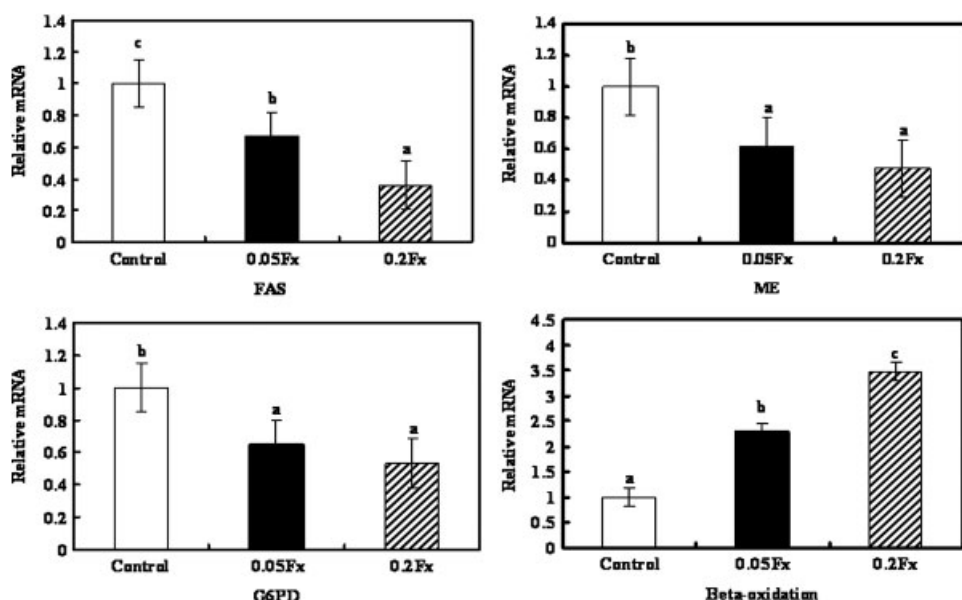 Relative mRNA
1.4
1.2
1
0.8
0.6
0.4
0.2
0
c
b
a
Control 0.05Fx 0.2Fx
FAS
Relative mRNA
1.4
1.2
1
0.8
0.6
0.4
0.2
0
b
a
a
Control 0.05Fx 0.2Fx
ME
Relative mRNA
1.4
1.2
1
0.8
0.6
0.4
0.2
0
b
a
a
Control 0.05Fx 0.2Fx
G6PD
Relative mRNA
4.5
4
3.5
3
2.5
2
1.5
1
0.5
0
a
b
c
Control 0.05Fx 0.2Fx
Beta-oxidation